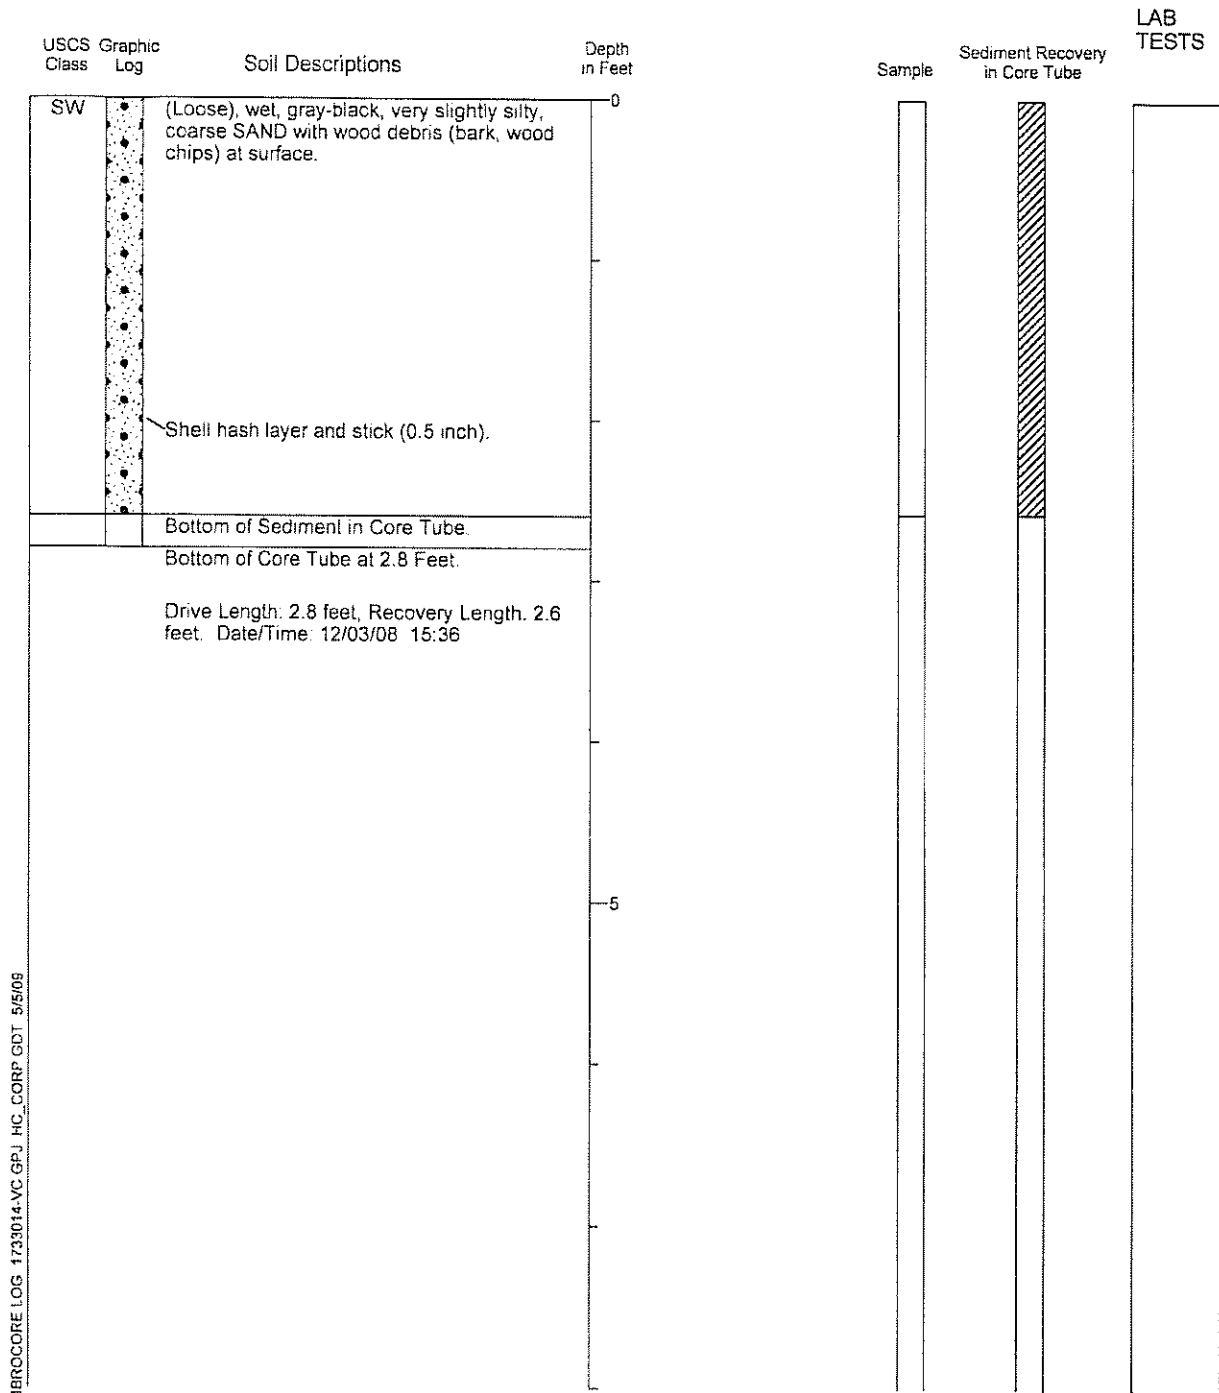 LAB
TESTS
USCS Graphic
Class Log
Soil Descriptions
Depth
in Feet
Sample
Sediment Recovery
in Core Tube
SW
(Loose), wet, gray-black, very slightly silty,
coarse SAND with wood debris (bark, wood
chips) at surface.
0
Shell hash layer and stick (0.5 inch).
Bottom of Sediment in Core Tube.
Bottom of Core Tube at 2.8 Feet.
Drive Length: 2.8 feet, Recovery Length. 2.6
feet. Date/Time: 12/03/08 15:36
5
IBROCORE LOG 1733014-VC.GPJ HC_CORP.GDT 5/5/09